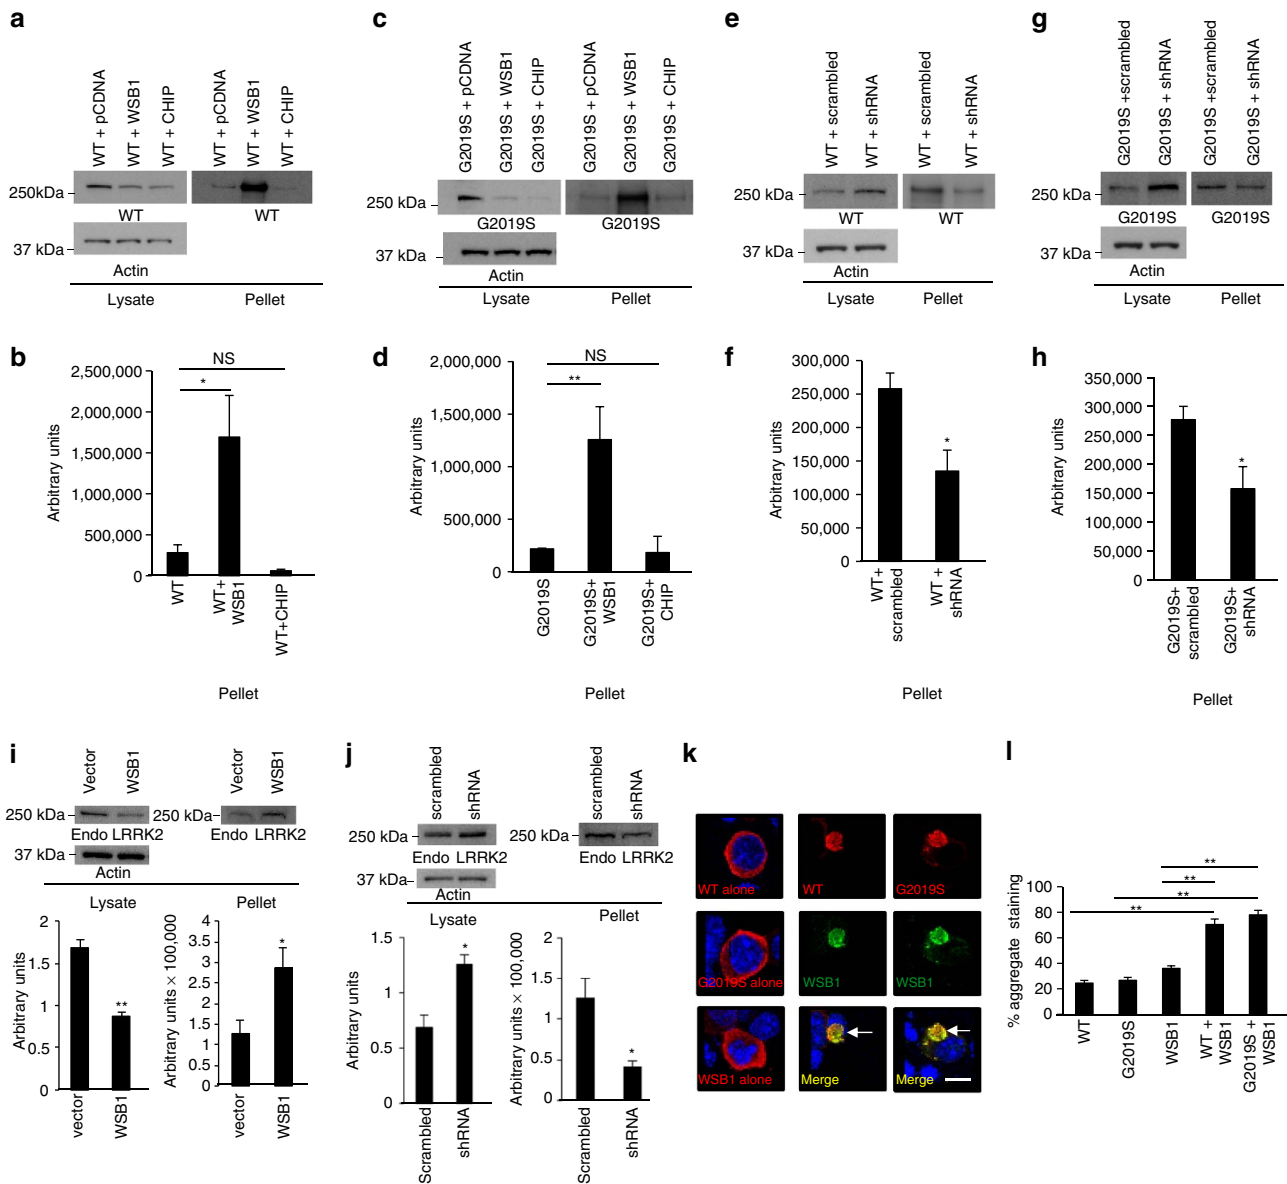 a
WT + pCDNA
WT + WSB1
WT + CHIP
WT + pCDNA
WT + WSB1
WT + CHIP
250kDa
WT
WT
37 kDa
Actin
Lysate
Pellet
c
G2019S + pCDNA
G2019S + WSB1
G2019S + CHIP
G2019S + pCDNA
G2019S + WSB1
G2019S + CHIP
250 kDa
G2019S
G2019S
37 kDa
Actin
Lysate
Pellet
e
WT + scrambled
WT + shRNA
WT + scrambled
WT + shRNA
250 kDa
WT
WT
37 kDa
Actin
Lysate
Pellet
g
G2019S +scrambled
G2019S + shRNA
G2019S + scrambled
G2019S + shRNA
250 kDa
G2019S
G2019S
37 kDa
Actin
Lysate
Pellet
b
NS
*
2,500,000
2,000,000
1,500,000
1,000,000
500,000
0
Arbitrary units
WT
WT+
WSB1
WT+CHIP
Pellet
d
NS
**
2,000,000
1,500,000
1,000,000
500,000
0
Arbitrary units
G2019S
G2019S+
WSB1
G2019S+
CHIP
Pellet
f
300,000
250,000
200,000
150,000
100,000
50,000
0
Arbitrary units
*
WT+
scrambled
WT +
shRNA
Pellet
h
350,000
300,000
250,000
200,000
150,000
100,000
50,000
0
Arbitrary units
*
G2019S+
scrambled
G2019S+
shRNA
Pellet
i
Vector
WSB1
Vector
WSB1
250 kDa
250 kDa
Endo LRRK2
Endo LRRK2
37 kDa
Actin
Lysate
Pellet
2
1.5
1
0.5
0
Arbitrary units
**
vector
WSB1
4
3.5
3
2.5
2
1.5
1
0.5
0
Arbitrary units × 100,000
*
vector
WSB1
j
scrambled
shRNA
scrambled
shRNA
250 kDa
250 kDa
Endo LRRK2
Endo LRRK2
37 kDa
Actin
Lysate
Pellet
1.5
1
0.5
0
Arbitrary units
*
Scrambled
shRNA
2
1.5
1
0.5
0
Arbitrary units × 100,000
*
Scrambled
shRNA
k
WT alone
WT
G2019S
G2019S alone
WSB1
WSB1
WSB1 alone
Merge
Merge
l
**
**
**
**
100
80
60
40
20
0
% aggregate staining
WT
G2019S
WSB1
WT +
WSB1
G2019S +
WSB1